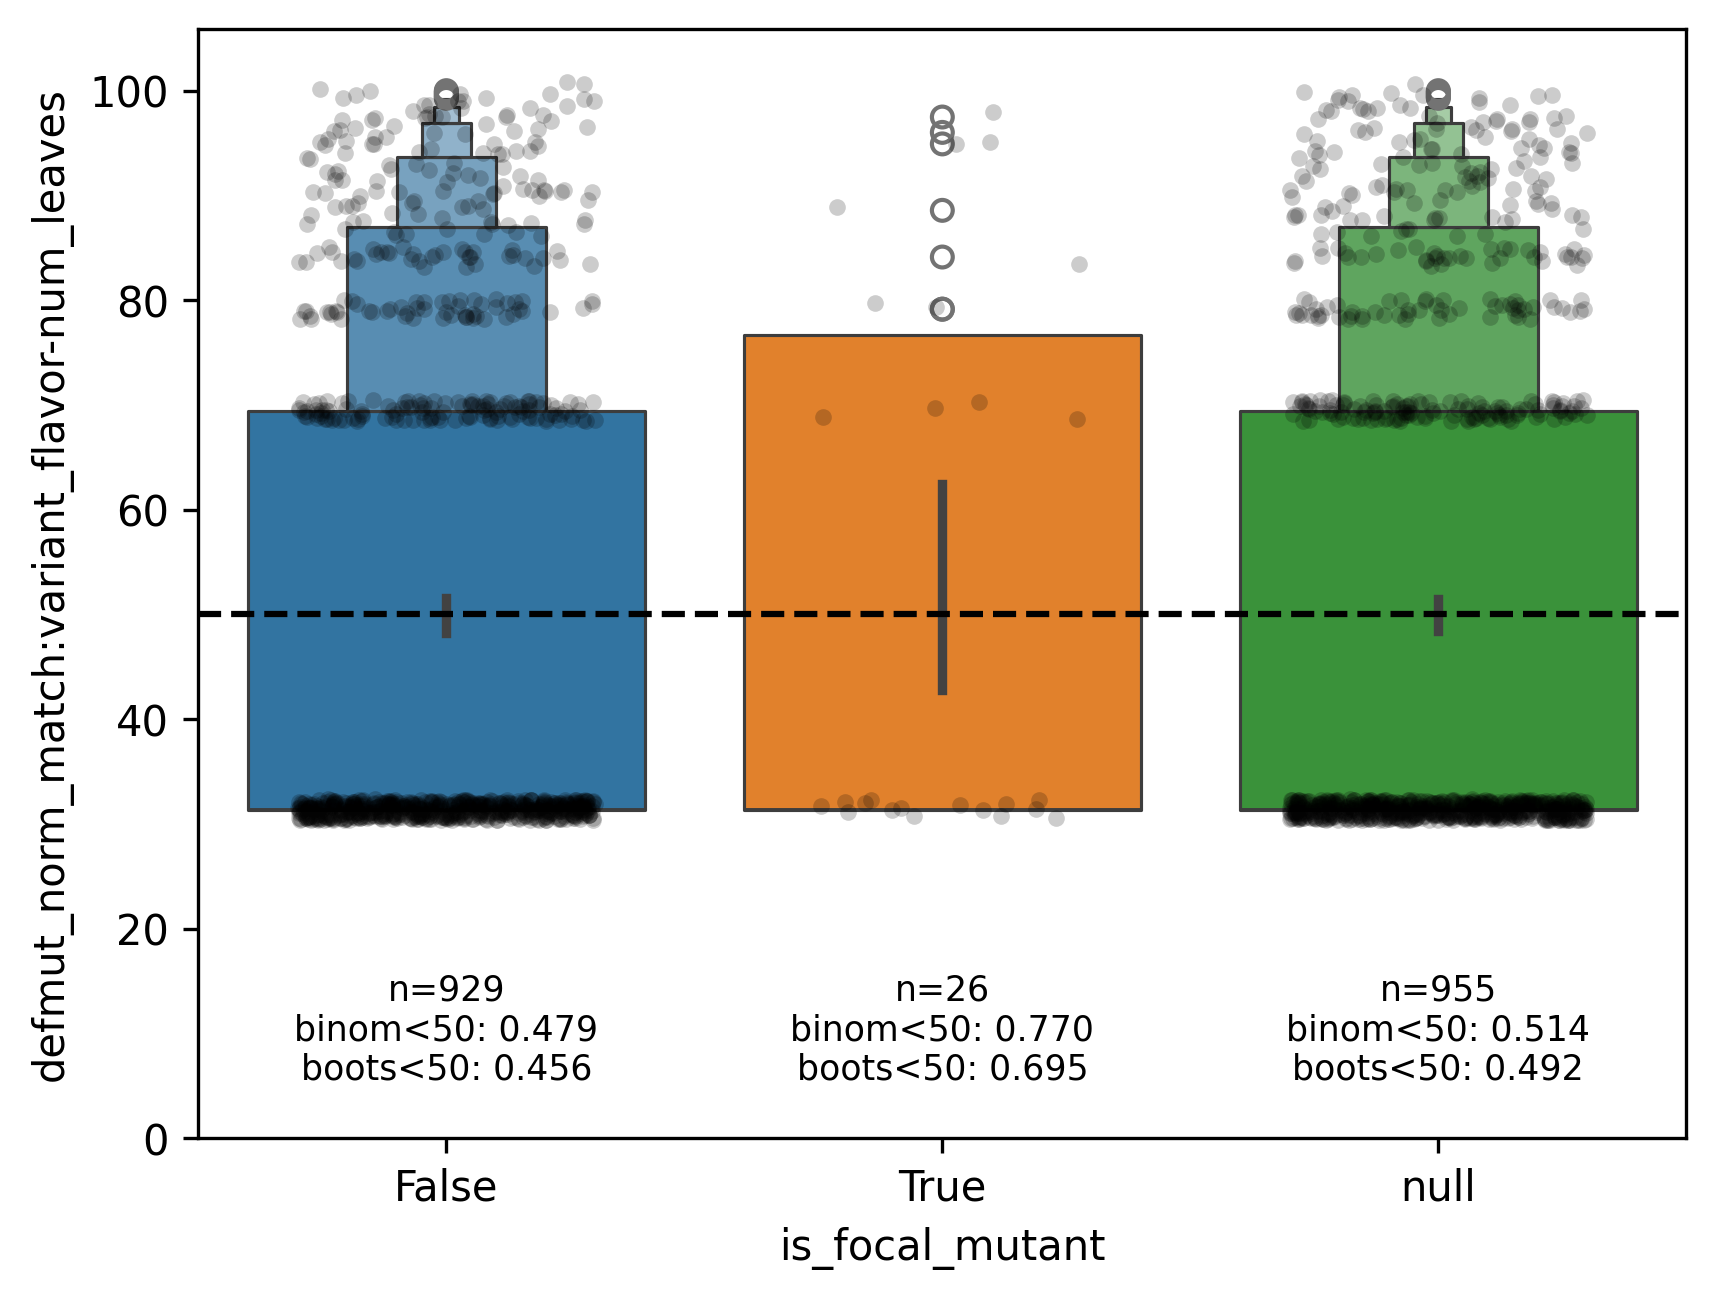 defmut_norm_match:variant_flavor-num_leaves
100
80
60
40
20
0
n=929
binom<50: 0.479
boots<50: 0.456
n=26
binom<50: 0.770
boots<50: 0.695
n=955
binom<50: 0.514
boots<50: 0.492
False
True
null
is_focal_mutant